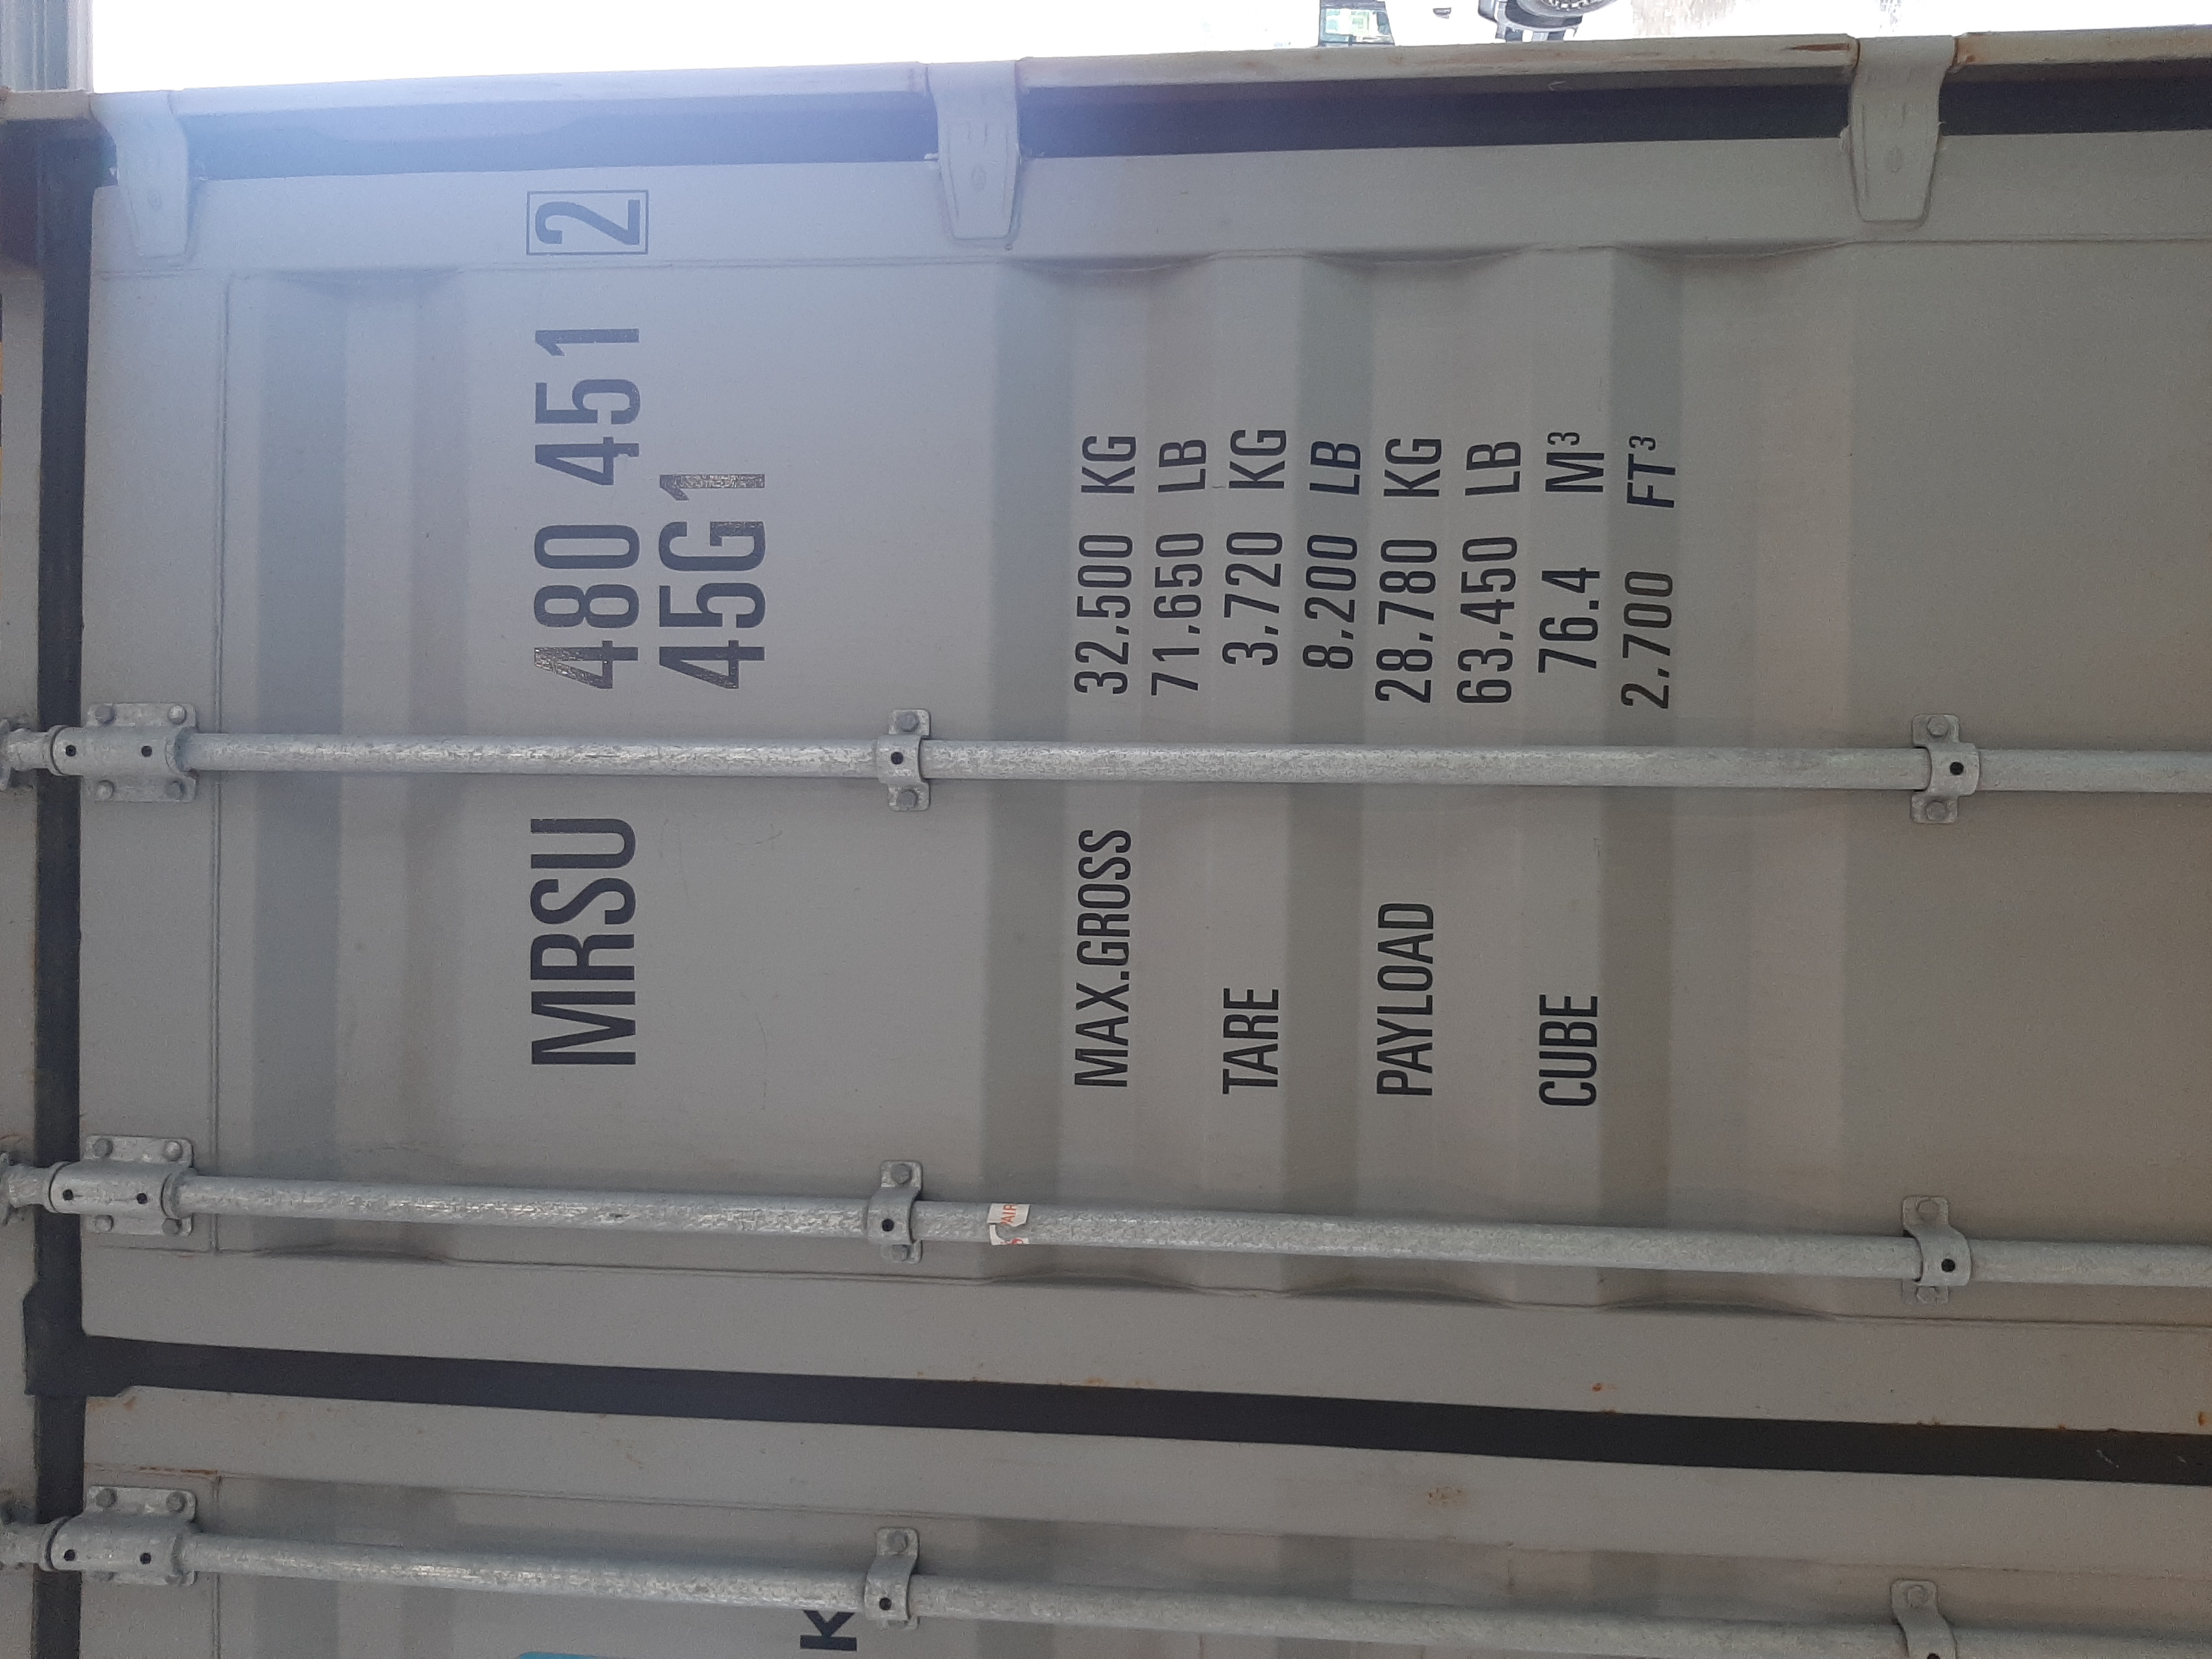 MRSU 480 451 2
45G1
MAX.GROSS 32.500 KG
71.650 LB
TARE 3.720 KG
8.200 LB
PAYLOAD 28.780 KG
63.450 LB
CUBE 76.4 M³
2.700 FT³
AIR
K